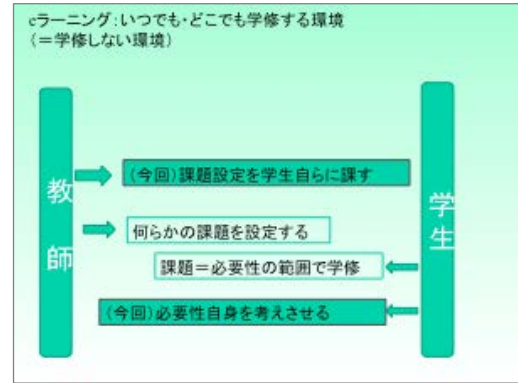 eラーニング:いつでも・どこでも学修する環境
(=学修しない環境)
教師
学生
(今回)課題設定を学生自らに課す
何らかの課題を設定する
課題=必要性の範囲で学修
(今回)必要性自身を考えさせる